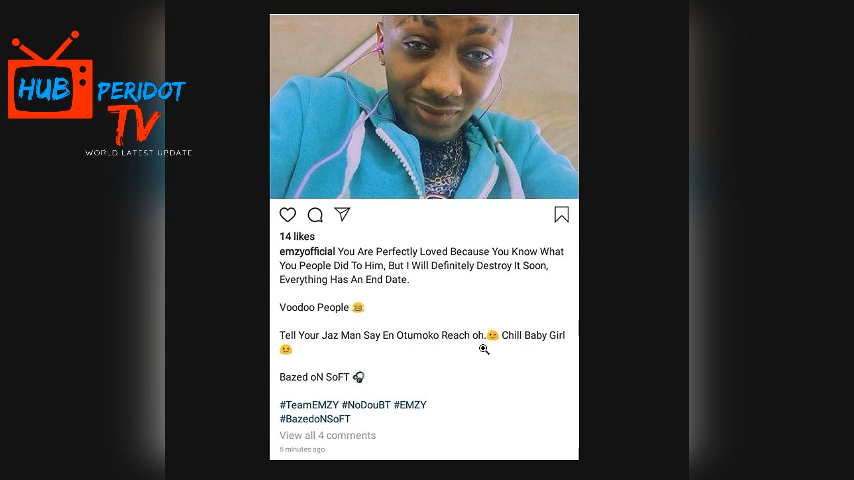 HUB PERIDOT
TV
WORLD LATEST UPDATE
14 likes
emzyofficial You Are Perfectly Loved Because You Know What
You People Did To Him, But I Will Definitely Destroy It Soon,
Everything Has An End Date.
Voodoo People 😂
Tell Your Jaz Man Say En Otumoko Reach oh.😊 Chill Baby Girl
😊
Bazed oN SoFT 🎧
#TeamEMZY #NoDouBT #EMZY
#BazedoNSoFT
View all 4 comments
5 minutes ago